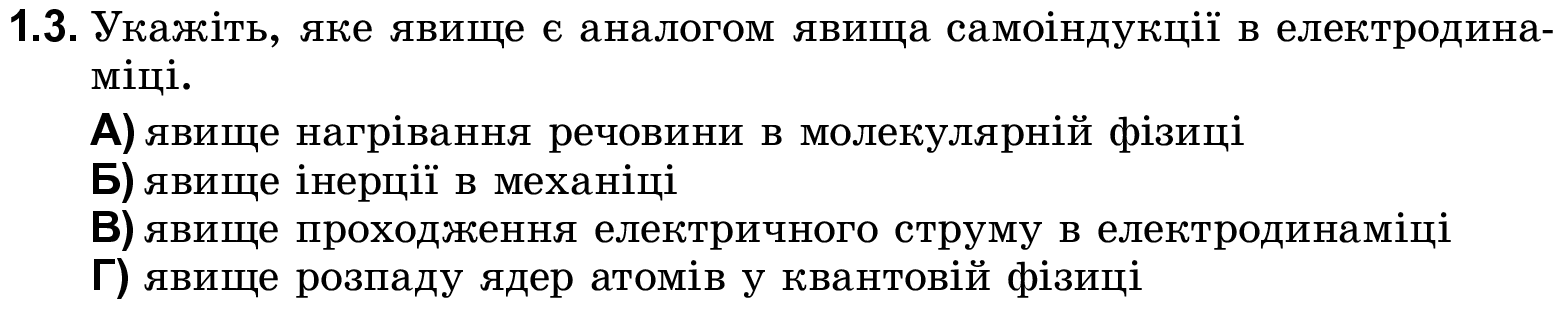 1.3. Укажіть, яке явище є аналогом явища самоіндукції в електродина-
міці.
А) явище нагрівання речовини в молекулярній фізиці
Б) явище інерції в механіці
В) явище проходження електричного струму в електродинаміці
Г) явище розпаду ядер атомів у квантовій фізиці